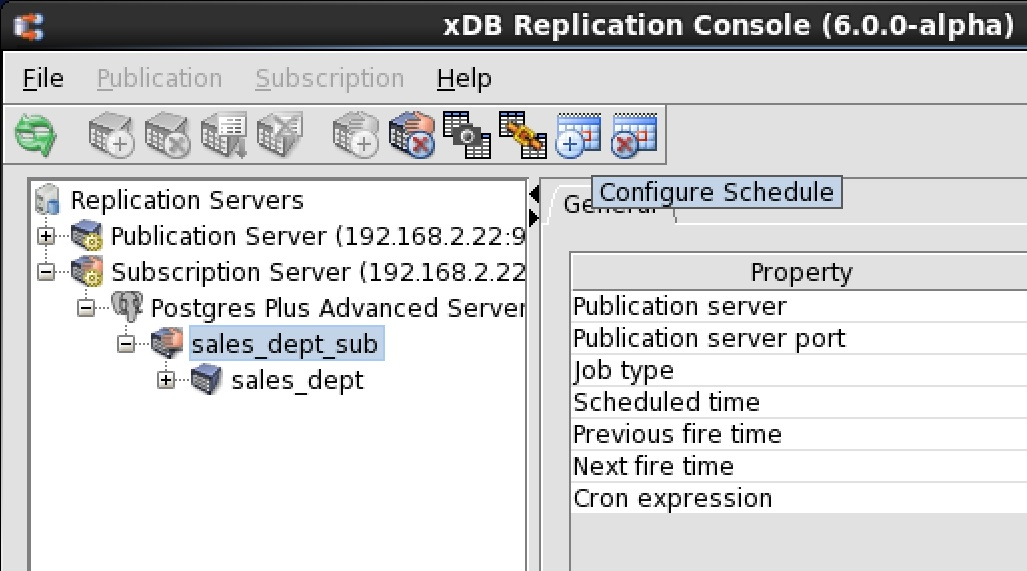 xDB Replication Console (6.0.0-alpha)
File Publication Subscription Help
Configure Schedule
General
Replication Servers
Publication Server (192.168.2.22:9
Subscription Server (192.168.2.22
Postgres Plus Advanced Server
sales_dept_sub
sales_dept
Property
Publication server
Publication server port
Job type
Scheduled time
Previous fire time
Next fire time
Cron expression